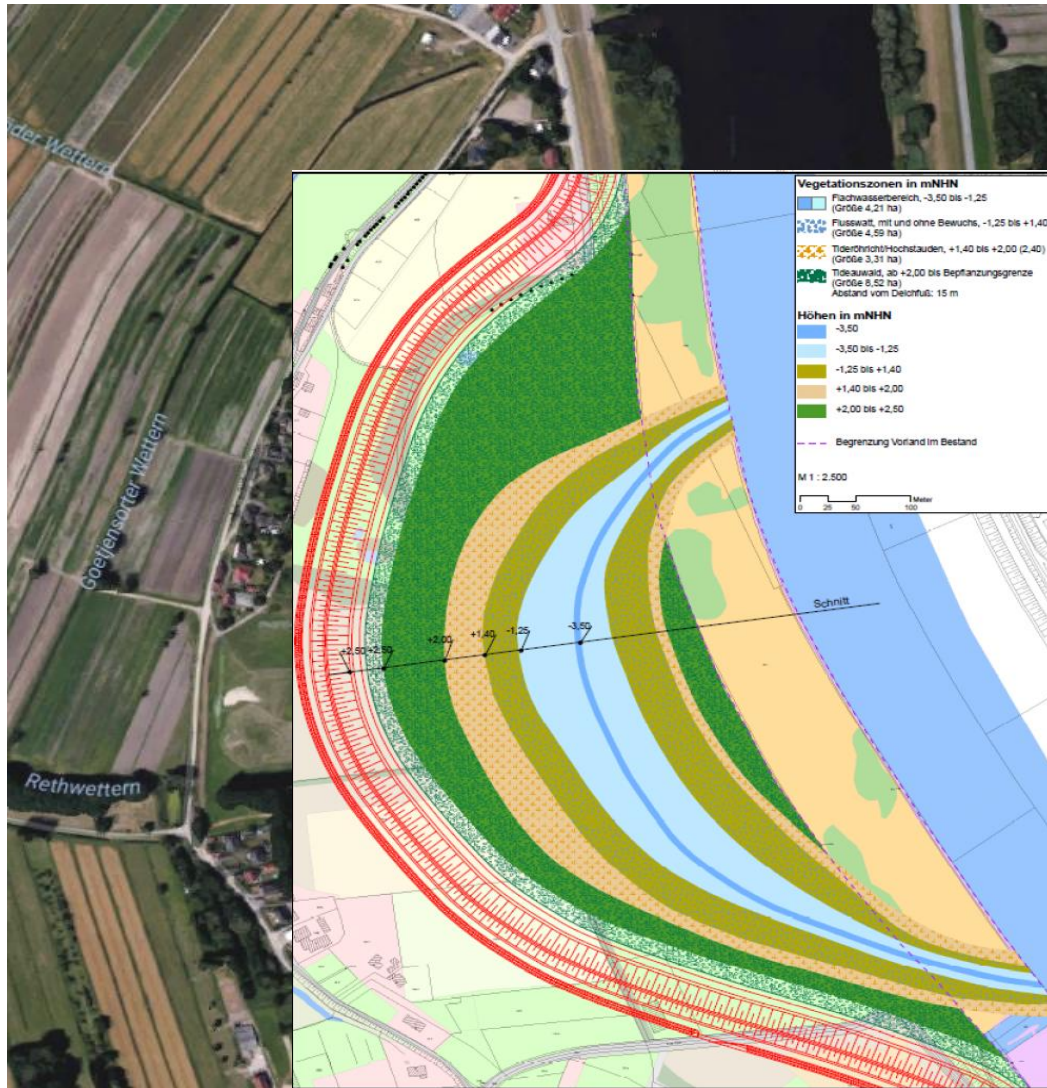 nder Wettern
Goetjensorter Wettern
Rethwettern
Vegetationszonen in mNHN
Flachwasserbereich, -3,50 bis -1,25
(Größe 4,21 ha)
Flusswatt, mit und ohne Bewuchs, -1,25 bis +1,40
(Größe 4,59 ha)
Tideröhricht/Hochstauden, +1,40 bis +2,00 (2,40)
(Größe 3,31 ha)
Tideauwald, ab +2,00 bis Bepflanzungsgrenze
(Größe 8,52 ha)
Abstand vom Deichfuß: 15 m
Höhen in mNHN
-3,50
-3,50 bis -1,25
-1,25 bis +1,40
+1,40 bis +2,00
+2,00 bis +2,50
Begrenzung Vorland im Bestand
M 1 : 2.500
Meter
0 25 50 100
Schnitt
+2,50 +2,50 +2,00 +1,40 -1,25 -3,50